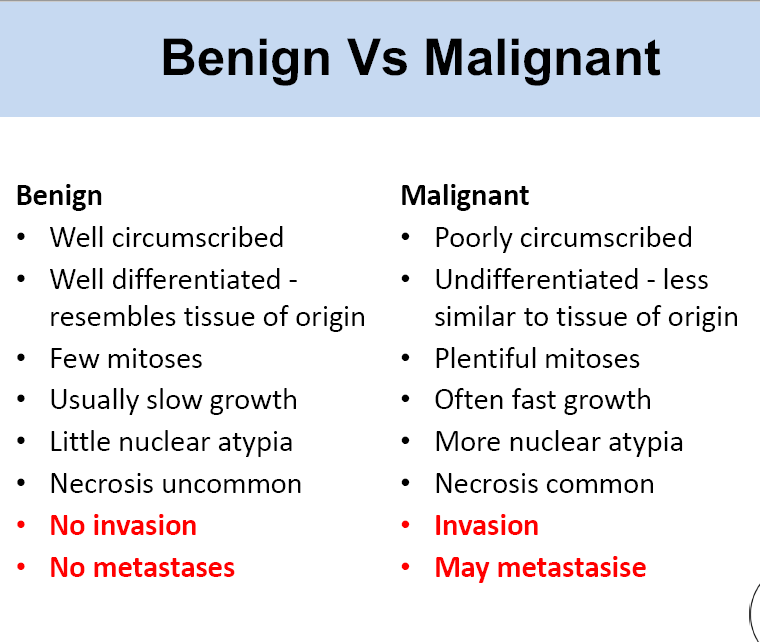 Benign Vs Malignant
Benign
• Well circumscribed
• Well differentiated -
resembles tissue of origin
• Few mitoses
• Usually slow growth
• Little nuclear atypia
• Necrosis uncommon
• No invasion
• No metastases
Malignant
• Poorly circumscribed
• Undifferentiated - less
similar to tissue of origin
• Plentiful mitoses
• Often fast growth
• More nuclear atypia
• Necrosis common
• Invasion
• May metastasise